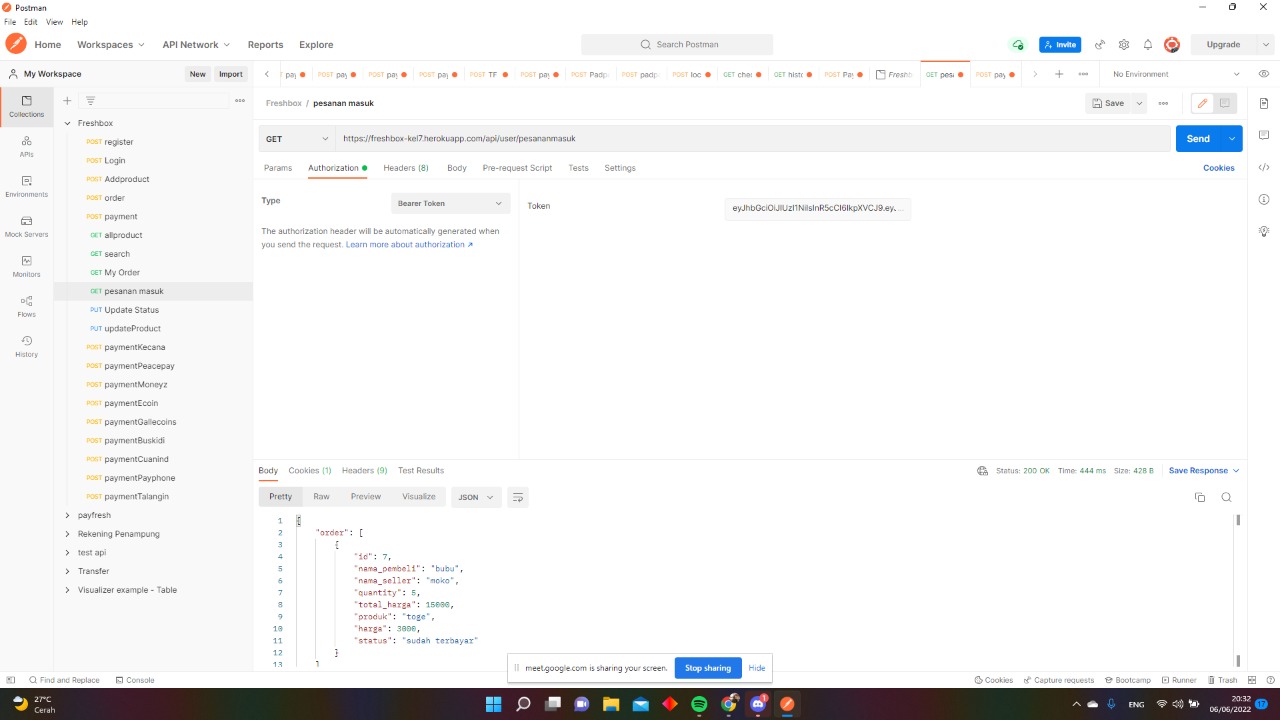 Postman
File Edit View Help
Home Workspaces API Network Reports Explore Search Postman Invite Upgrade
My Workspace New Import
POST POST POST POST TF POST POST Padp POST padp POST loc GET chec GET histo POST Pa Freshb GET pes POST pay No Environment
Collections
APIs
Environments
Mock Servers
Monitors
Flows
History
Freshbox
POST register
POST Login
POST Addproduct
POST order
POST payment
GET allproduct
GET search
GET My Order
GET pesanan masuk
PUT Update Status
PUT updateProduct
POST paymentKecana
POST paymentPeacepay
POST paymentMoneyz
POST paymentEcoin
POST paymentGallecoins
POST paymentBuskidi
POST paymentCuanind
POST paymentPayphone
POST paymentTalangin
payfresh
Rekening Penampung
test api
Transfer
Visualizer example - Table
Freshbox / pesanan masuk Save
GET https://freshbox-kel7.herokuapp.com/api/user/pesananmasuk Send
Params Authorization Headers (8) Body Pre-request Script Tests Settings Cookies
Type Bearer Token
The authorization header will be automatically generated when
you send the request. Learn more about authorization ↗
Token
Body Cookies (1) Headers (9) Test Results Status: 200 OK Time: 444 ms Size: 428 B Save Response
Pretty Raw Preview Visualize JSON
1 {
2 "order": [
3 {
4 "id": 7,
5 "nama_pembeli": "bubu",
6 "nama_seller": "moko",
7 "quantity": 5,
8 "total_harga": 15000,
9 "produk": "toge",
10 "harga": 3000,
11 "status": "sudah terbayar"
12 }
13 ]
meet.google.com is sharing your screen. Stop sharing Hide
Find and Replace Console Cookies Capture requests Bootcamp Runner Trash
27°C
Cerah
ENG
20:32
06/06/2022